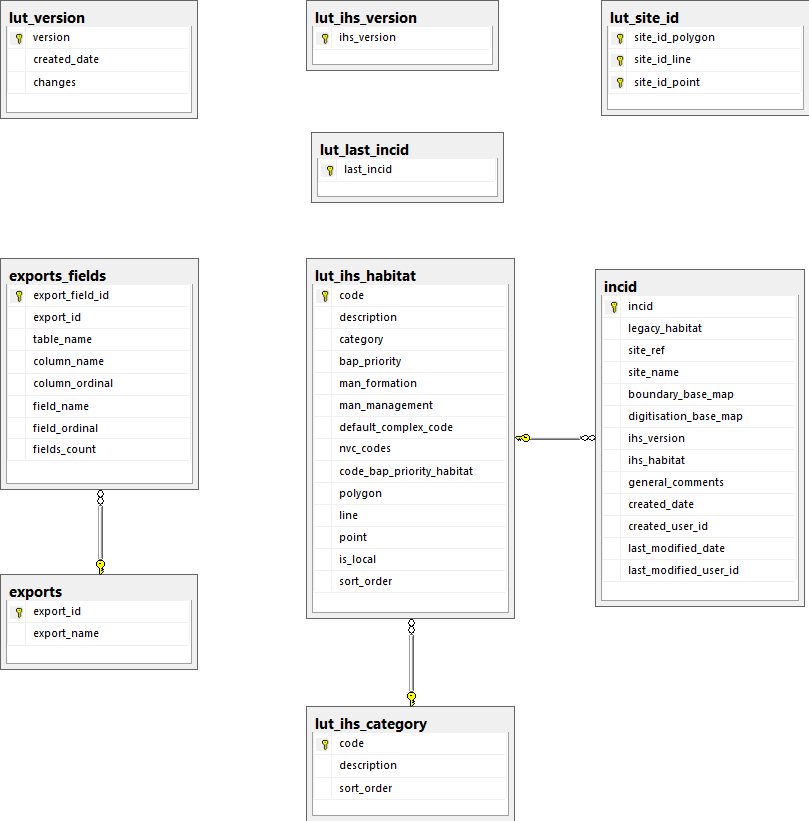 lut_version
version
created_date
changes
lut_ihs_version
ihs_version
lut_site_id
site_id_polygon
site_id_line
site_id_point
lut_last_incid
last_incid
exports_fields
export_field_id
export_id
table_name
column_name
column_ordinal
field_name
field_ordinal
fields_count
exports
export_id
export_name
lut_ihs_habitat
code
description
category
bap_priority
man_formation
man_management
default_complex_code
nvc_codes
code_bap_priority_habitat
polygon
line
point
is_local
sort_order
incid
incid
legacy_habitat
site_ref
site_name
boundary_base_map
digitisation_base_map
ihs_version
ihs_habitat
general_comments
created_date
created_user_id
last_modified_date
last_modified_user_id
lut_ihs_category
code
description
sort_order